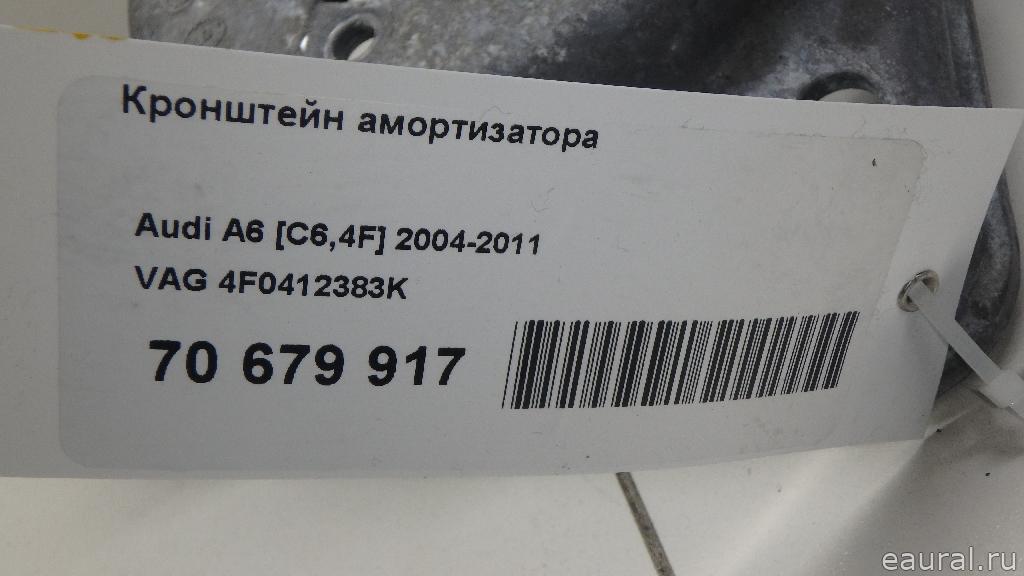 Кронштейн амортизатора
Audi A6 [C6,4F] 2004-2011
VAG 4F0412383K
70 679 917
eaural.ru